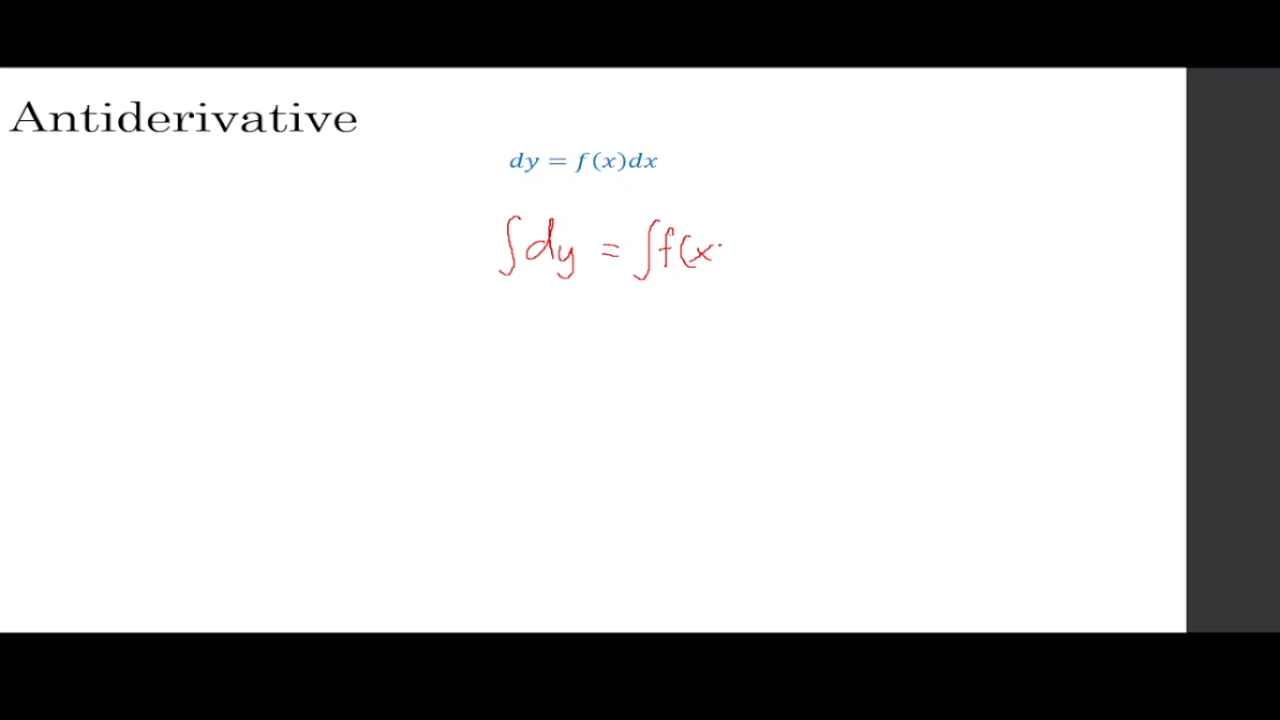 Antiderivative
dy = f(x)dx
∫dy = ∫f(x